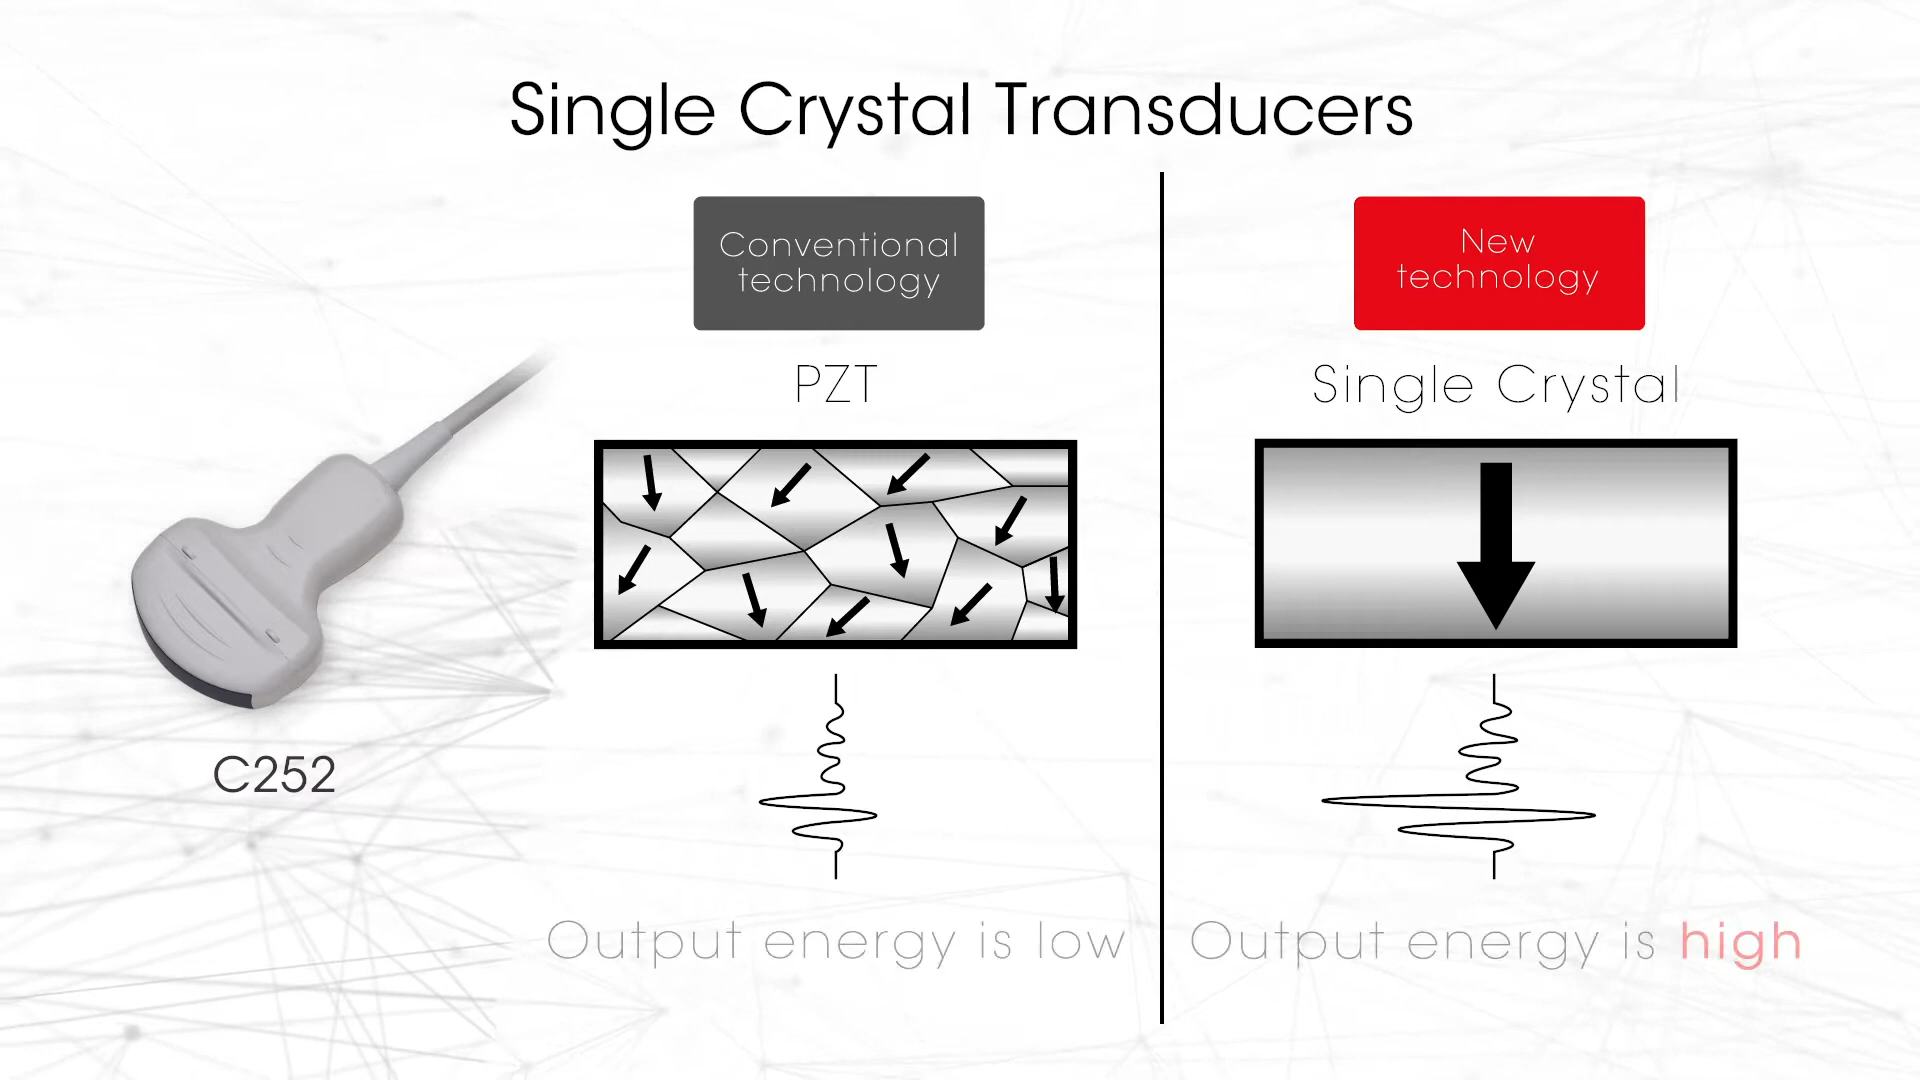 Single Crystal Transducers
Conventional
technology
PZT
Output energy is low
New
technology
Single Crystal
Output energy is high
C252